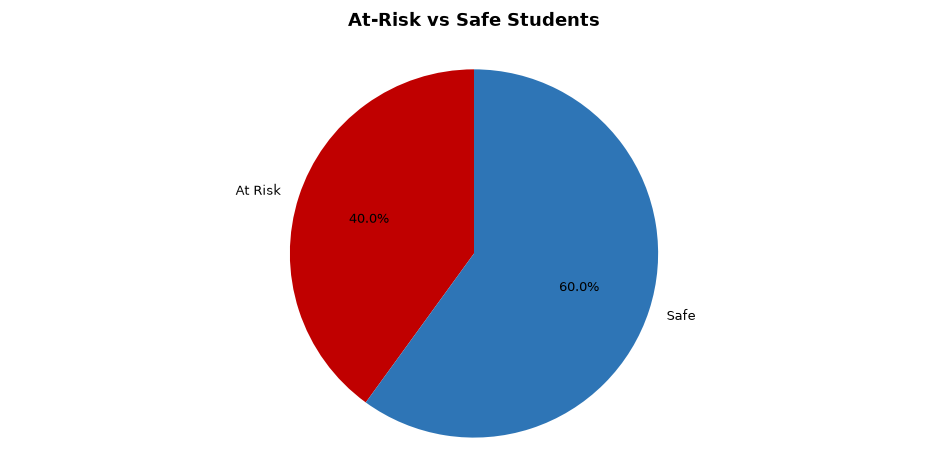 At-Risk vs Safe Students
At Risk
40.0%
60.0%
Safe